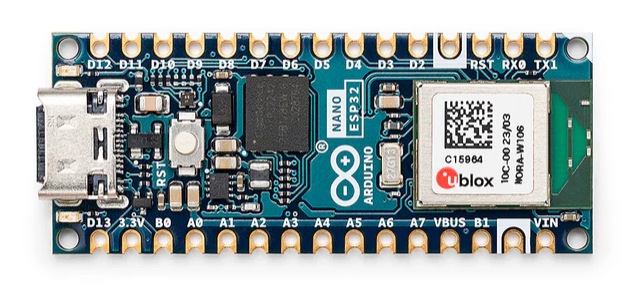 D12 D11 D10 D9 D8 D7 D6 D5 D4 D3 D2 RST RX0 TX1
RST
NANO
ESP32
®
ARDUINO
C15964
ublox
10C-00 23/03
NORA-W106
D13 3.3V B0 A0 A1 A2 A3 A4 A5 A6 A7 VBUS B1 VIN